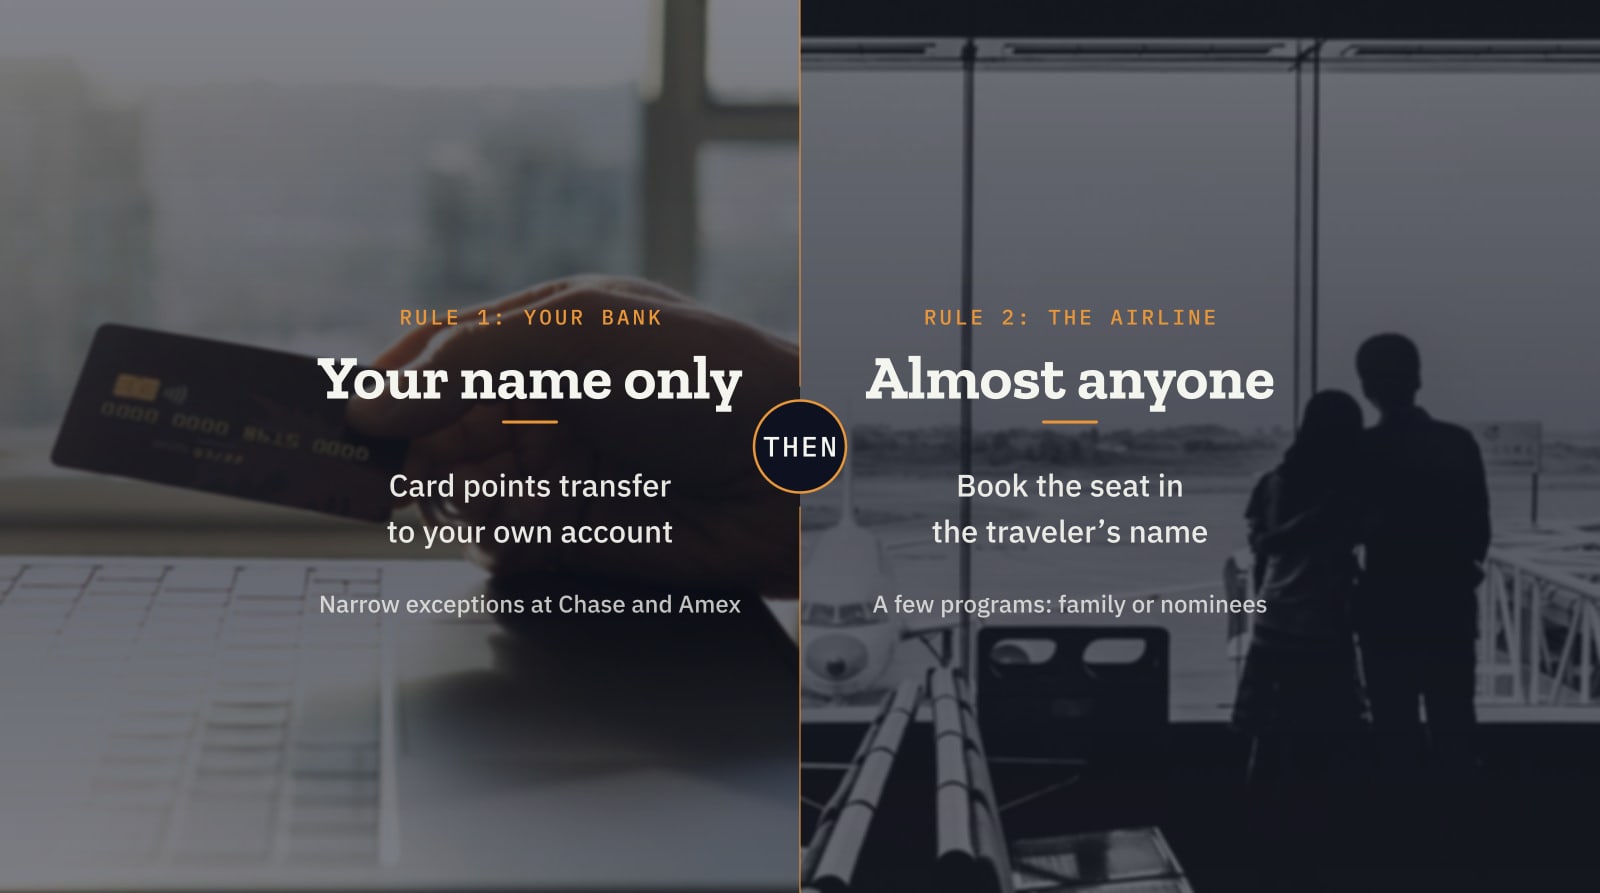 RULE 1: YOUR BANK
Your name only
Card points transfer
to your own account
Narrow exceptions at Chase and Amex
THEN
RULE 2: THE AIRLINE
Almost anyone
Book the seat in
the traveler’s name
A few programs: family or nominees